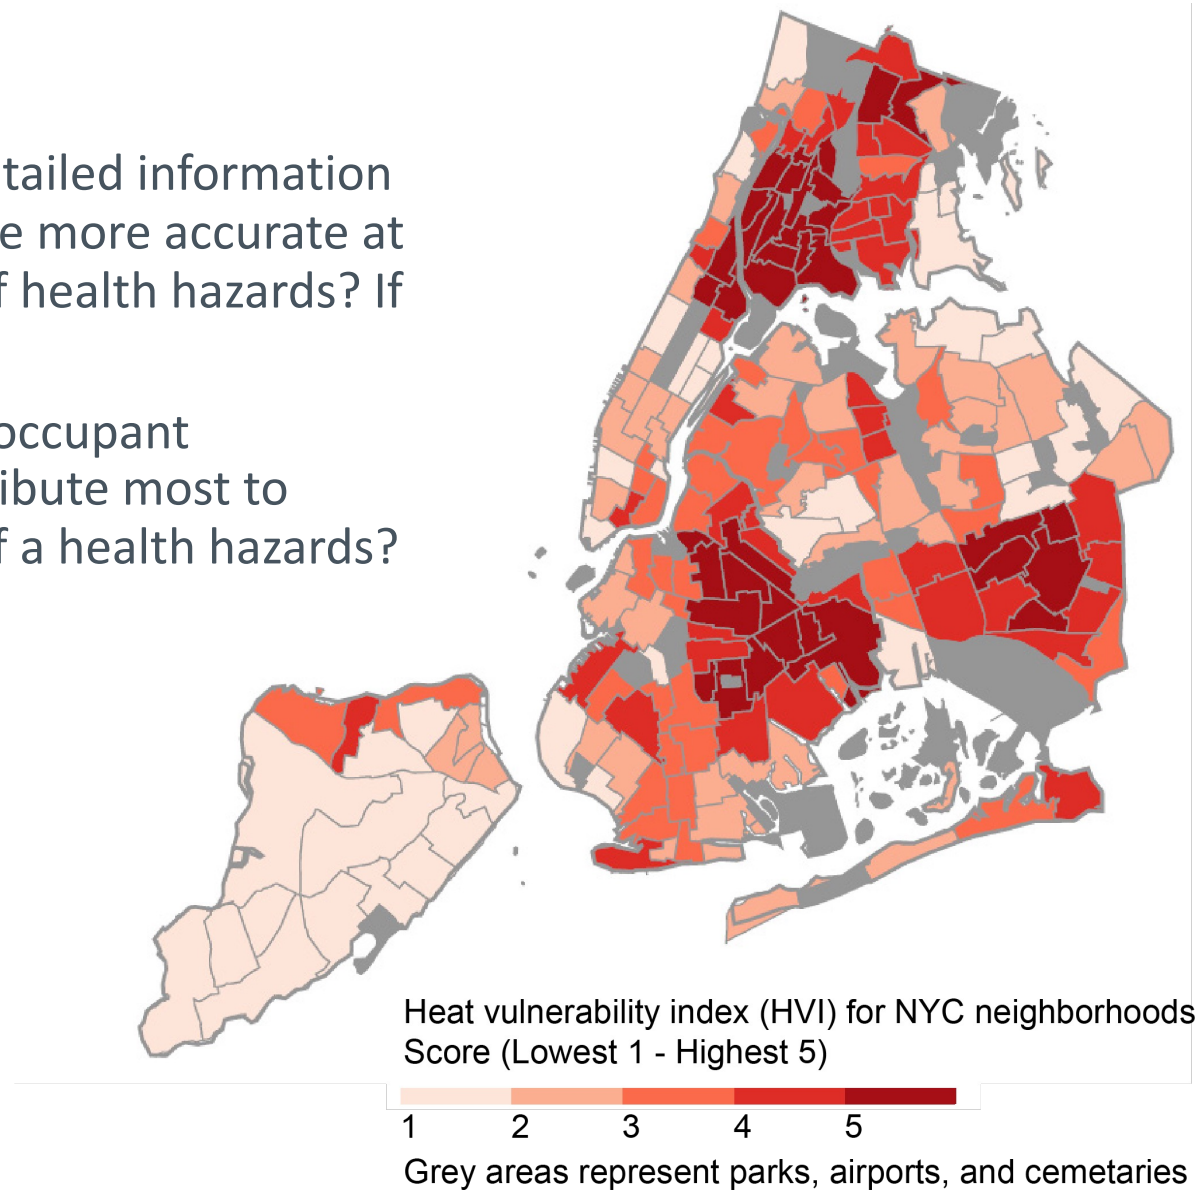 tailed information
e more accurate at
f health hazards? If
occupant
ibute most to
f a health hazards?
Heat vulnerability index (HVI) for NYC neighborhoods
Score (Lowest 1 - Highest 5)
1 2 3 4 5
Grey areas represent parks, airports, and cemetaries